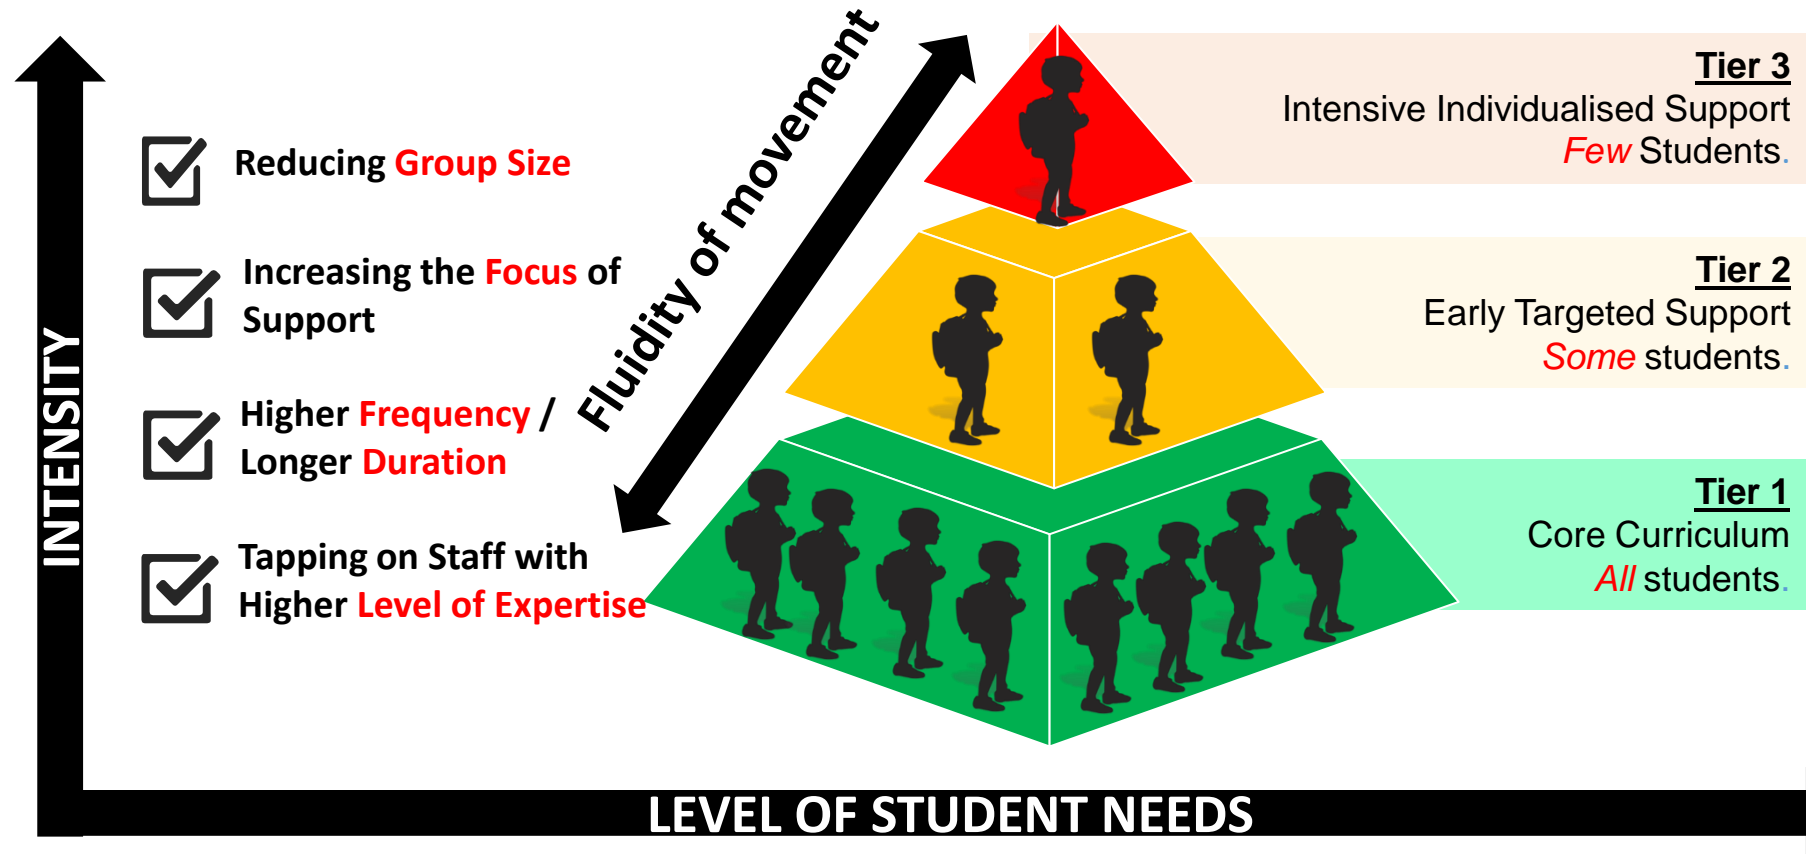 INTENSITY
Reducing Group Size
Increasing the Focus of
Support
Higher Frequency /
Longer Duration
Tapping on Staff with
Higher Level of Expertise
Fluidity of movement
Tier 3
Intensive Individualised Support
Few Students.
Tier 2
Early Targeted Support
Some students.
Tier 1
Core Curriculum
All students.
LEVEL OF STUDENT NEEDS